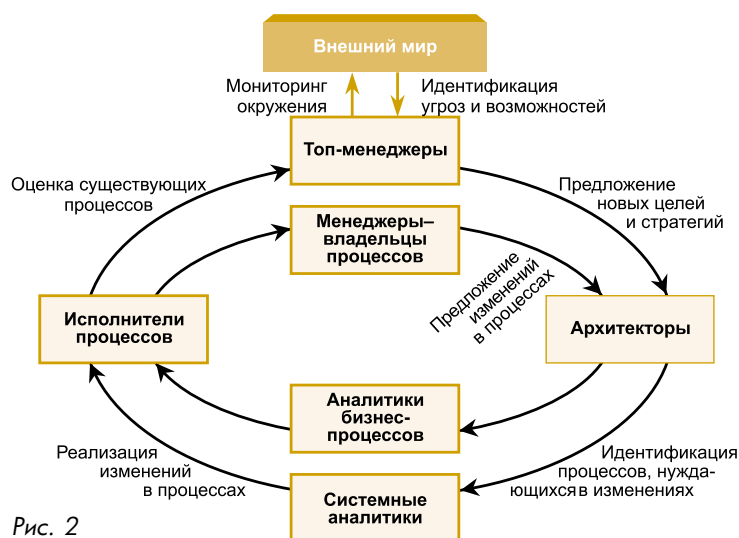 Внешний мир
Мониторинг
окружения
Идентификация
угроз и возможностей
Топ-менеджеры
Оценка существующих
процессов
Предложение
новых целей
и стратегий
Менеджеры–
владельцы
процессов
Предложение
изменений
в процессах
Исполнители
процессов
Архитекторы
Аналитики
бизнес-
процессов
Реализация
изменений
в процессах
Идентификация
процессов, нужда-
ющихся в изменениях
Системные
аналитики
Рис. 2